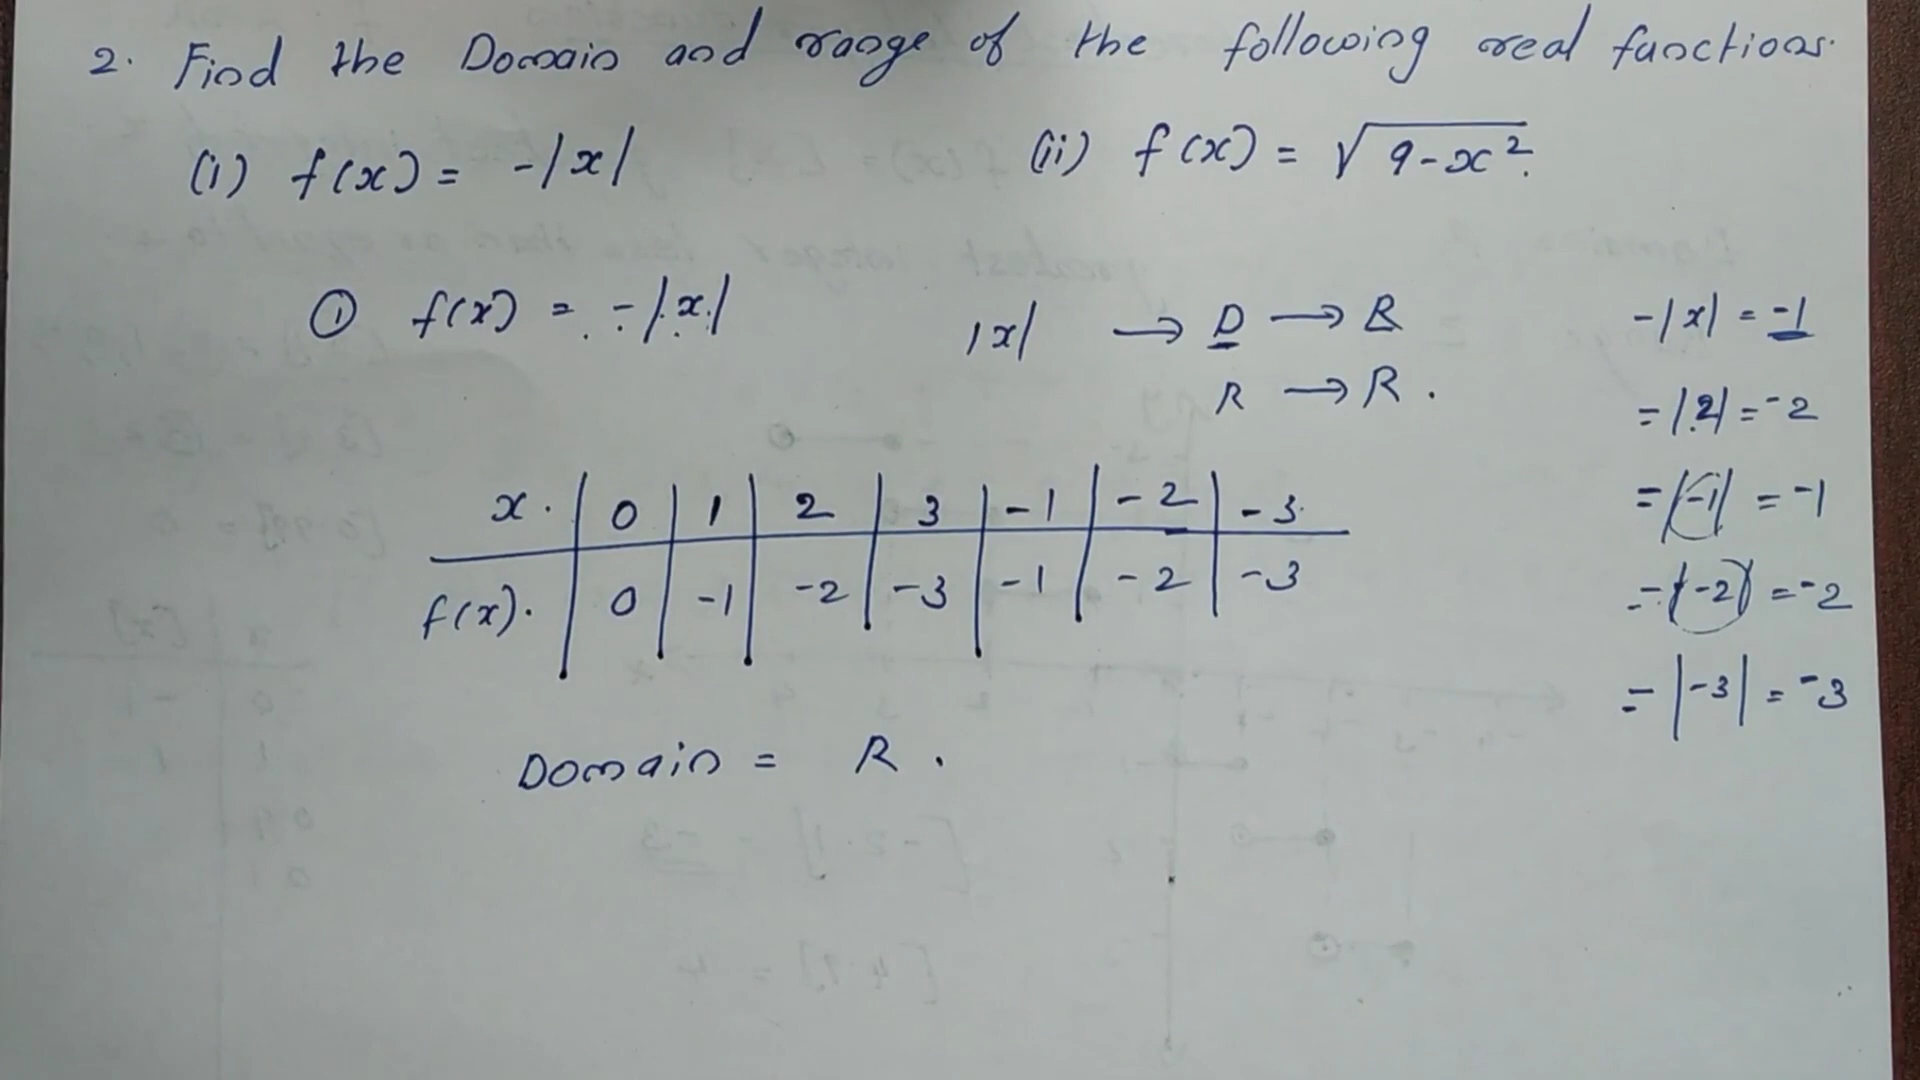 2. Find the Domain and range of the following real functions.
(i) f(x) = -|x|
(ii) f(x) = √9-x².
① f(x) = -|x|
|x| → D → R
R → R.
x. 0 1 2 3 -1 -2 -3
f(x). 0 -1 -2 -3 -1 -2 -3
Domain = R.
-|x| = -1
= |2| = -2
= |-1| = -1
= -|-2| = -2
= |-3| = -3